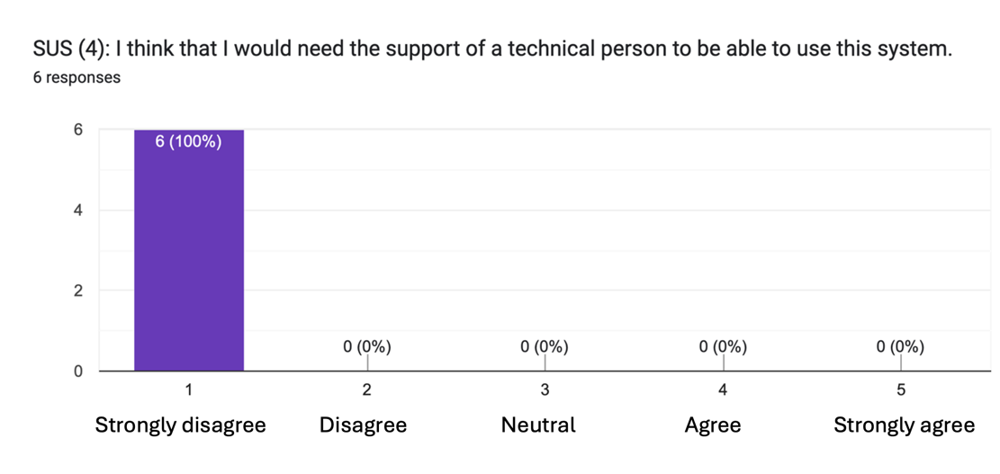 SUS (4): I think that I would need the support of a technical person to be able to use this system.
6 responses
6
6 (100%)
4
2
0 (0%) 0 (0%) 0 (0%) 0 (0%)
0
1 2 3 4 5
Strongly disagree Disagree Neutral Agree Strongly agree